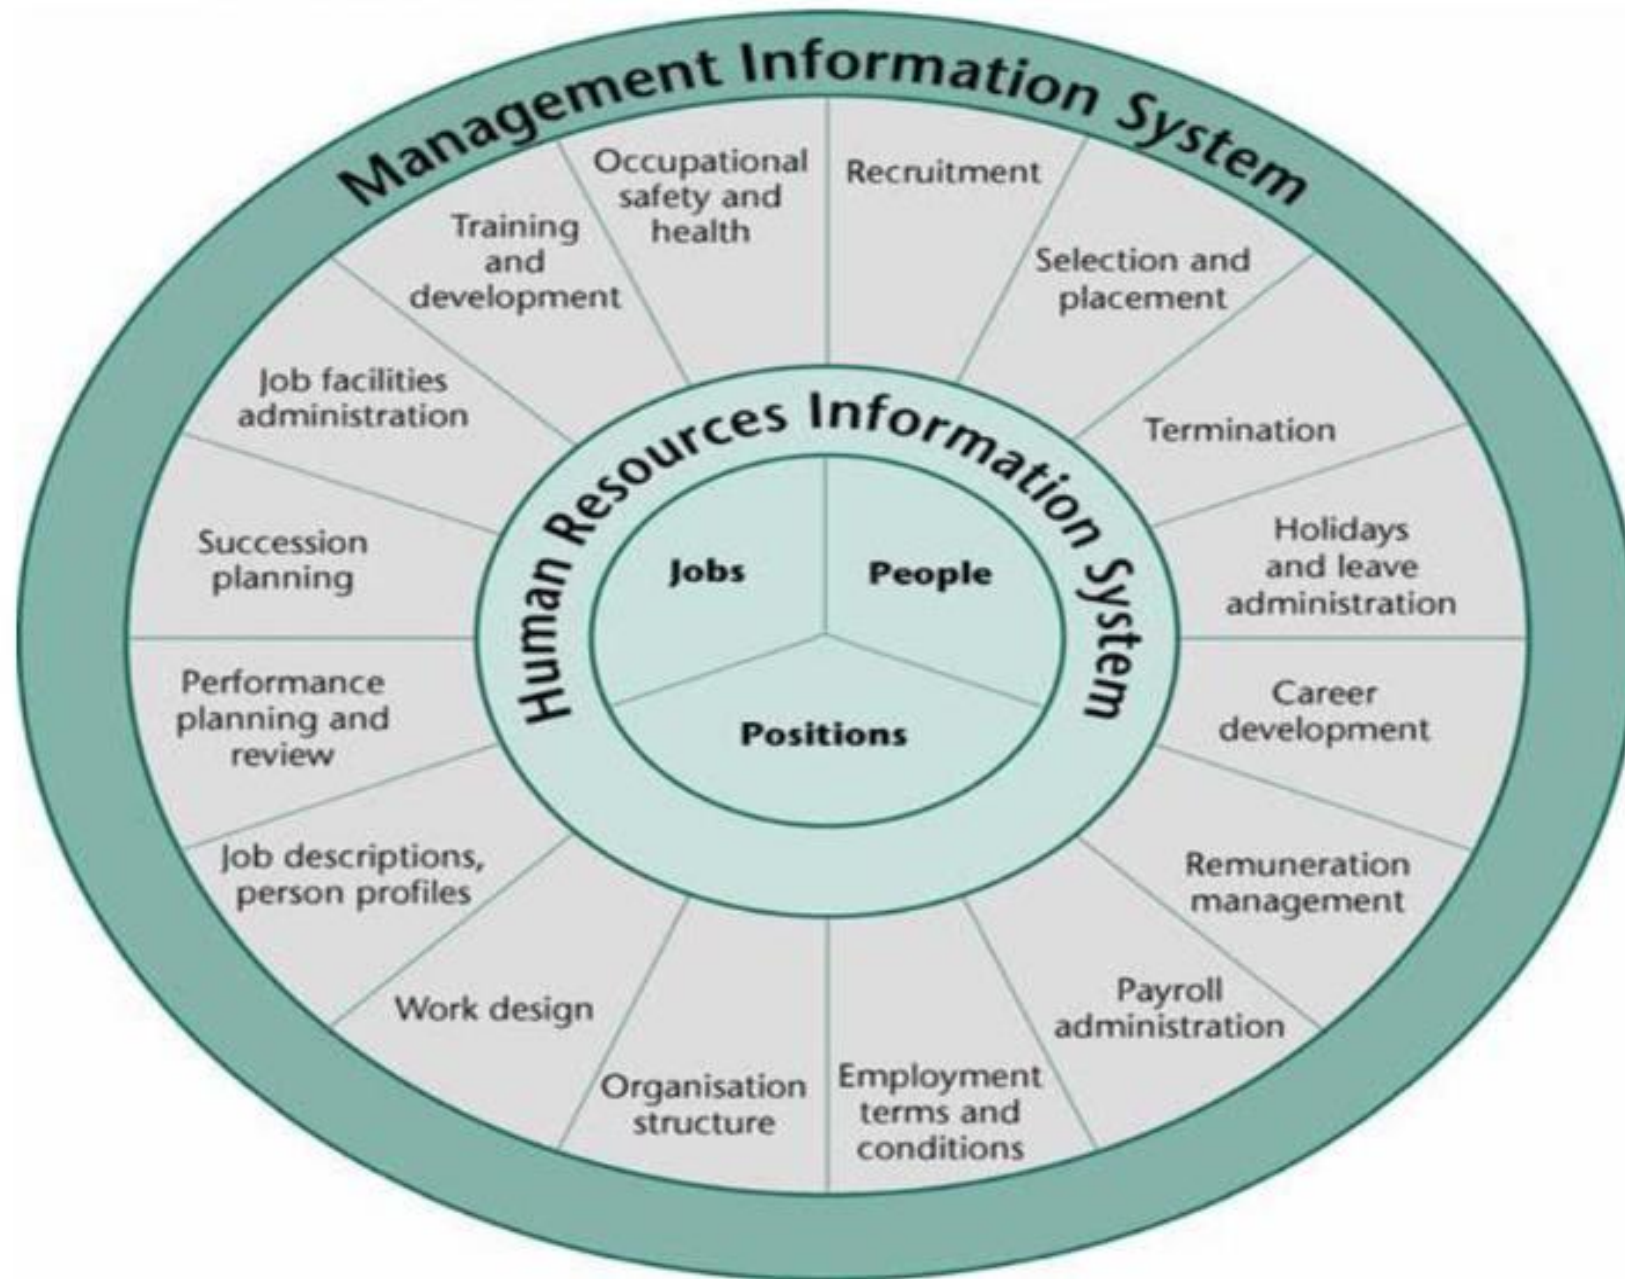 Management Information System
Occupational
safety and
health
Recruitment
Selection and
placement
Termination
Holidays
and leave
administration
Career
development
Remuneration
management
Payroll
administration
Employment
terms and
conditions
Organisation
structure
Work design
Job descriptions,
person profiles
Performance
planning and
review
Succession
planning
Job facilities
administration
Training
and
development
Human Resources Information System
Jobs
People
Positions